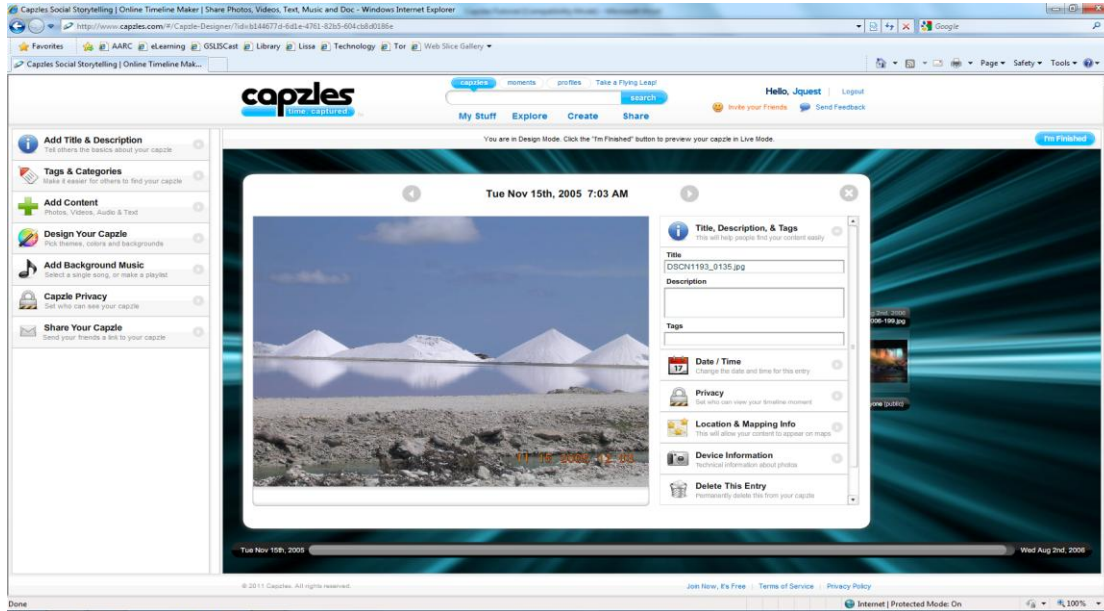 Capzles Social Storytelling | Online Timeline Maker | Share Photos, Videos, Text, Music and Doc - Windows Internet Explorer
http://www.capzles.com/#/Capzle-Designer/?id=b144677d-6d1e-4761-82b5-604cb8d0186e
Google
Favorites AARC eLearning GSLISCast Library Lissa Technology Tor Web Slice Gallery
Capzles Social Storytelling | Online Timeline Mak...
Page Safety Tools
capzles moments profiles Take a Flying Leap!
capzles
time. captured.
search
My Stuff Explore Create Share
Hello, Jquest Logout
Invite your Friends Send Feedback
You are in Design Mode. Click the "I'm Finished" button to preview your capzle in Live Mode.
I'm Finished
Add Title & Description
Tell others the basics about your capzle
Tags & Categories
Make it easier for others to find your capzle
Add Content
Photos, Videos, Audio & Text
Design Your Capzle
Pick themes, colors and backgrounds
Add Background Music
Select a single song, or make a playlist
Capzle Privacy
Set who can see your capzle
Share Your Capzle
Send your friends a link to your capzle
Tue Nov 15th, 2005 7:03 AM
Title, Description, & Tags
This will help people find your content easily
Title
DSCN1193_0135.jpg
Description
Tags
17
Date / Time
Change the date and time for this entry
Privacy
Set who can view your timeline moment
Location & Mapping Info
This will allow your content to appear on maps
Device Information
Technical information about photos
Delete This Entry
Permanently delete this from your capzle
2nd, 2006
006-199.jpg
(public)
Tue Nov 15th, 2005
Wed Aug 2nd, 2006
© 2011 Capzles. All rights reserved.
Join Now, It's Free | Terms of Service | Privacy Policy
Done
Internet | Protected Mode: On
100%